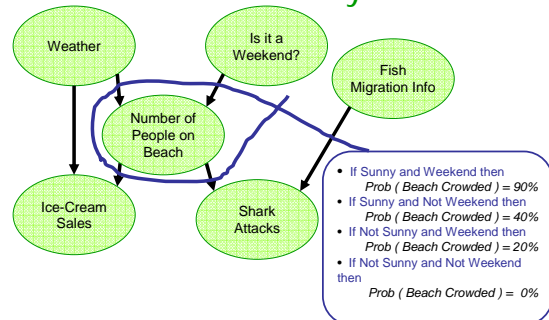 Weather
Is it a
Weekend?
Fish
Migration Info
Number of
People on
Beach
Ice-Cream
Sales
Shark
Attacks
• If Sunny and Weekend then
Prob ( Beach Crowded ) = 90%
• If Sunny and Not Weekend then
Prob ( Beach Crowded ) = 40%
• If Not Sunny and Weekend then
Prob ( Beach Crowded ) = 20%
• If Not Sunny and Not Weekend
then
Prob ( Beach Crowded ) = 0%